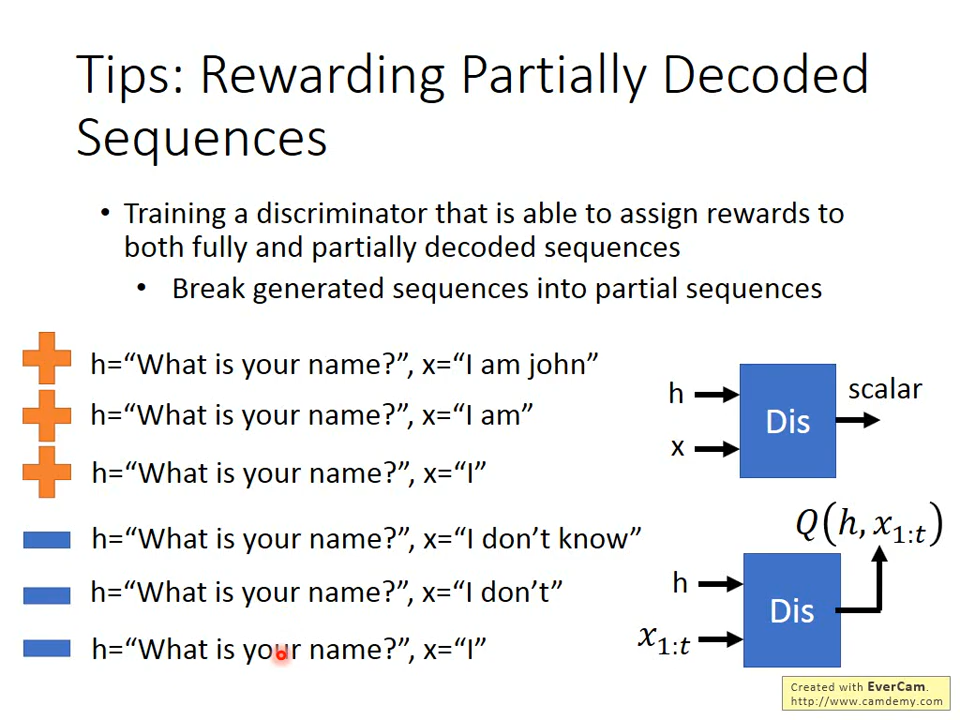 Tips: Rewarding Partially Decoded
Sequences
• Training a discriminator that is able to assign rewards to
both fully and partially decoded sequences
• Break generated sequences into partial sequences
h=“What is your name?”, x=“I am john”
h=“What is your name?”, x=“I am”
h=“What is your name?”, x=“I”
h=“What is your name?”, x=“I don’t know”
h=“What is your name?”, x=“I don’t”
h=“What is your name?”, x=“I”
h
x
Dis
scalar
Q(h, x_{1:t})
h
x_{1:t}
Dis
Created with EverCam.
http://www.camdemy.com